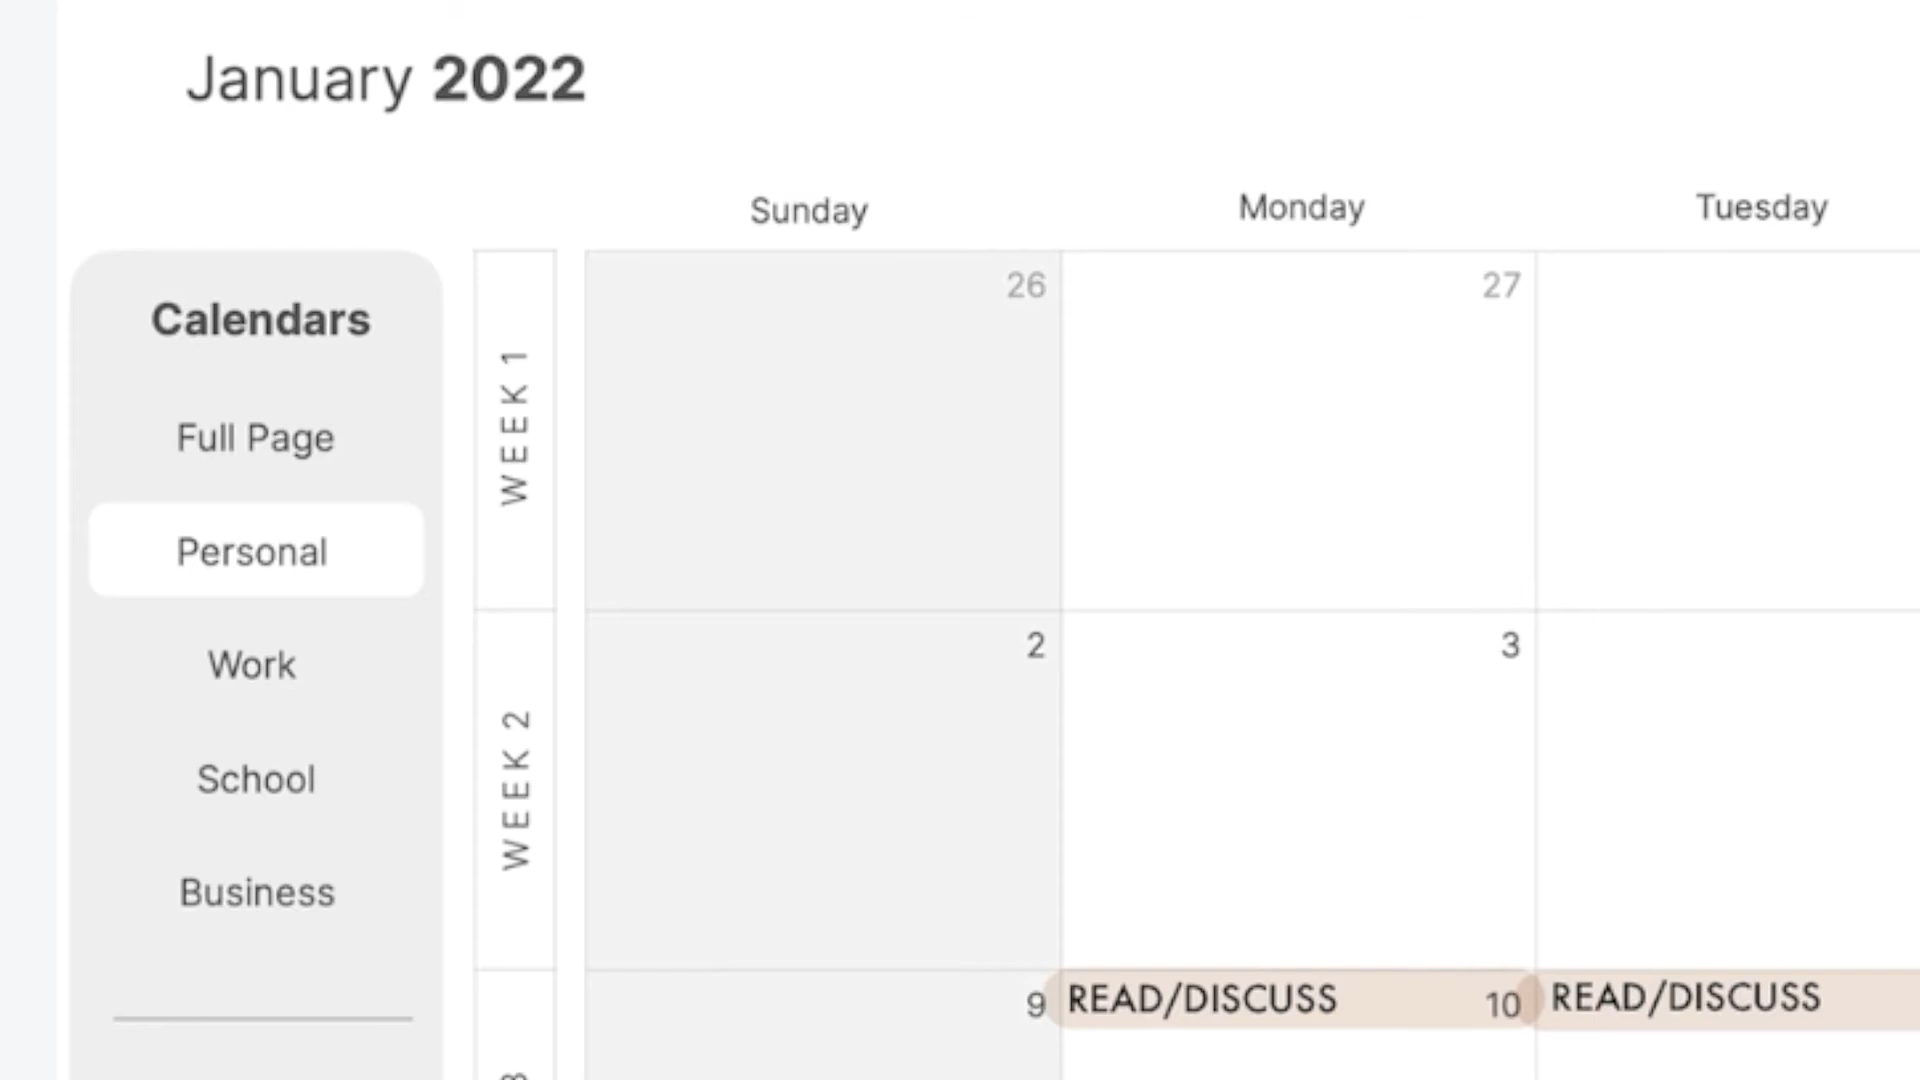 January 2022
Sunday Monday Tuesday
Calendars
Full Page
Personal
Work
School
Business
WEEK 1
26 27
WEEK 2
2 3
9 READ/DISCUSS 10 READ/DISCUSS